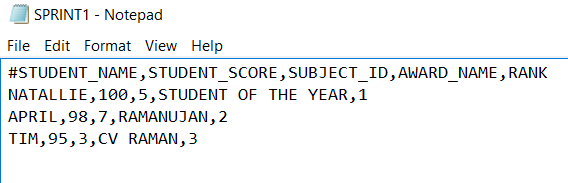 SPRINT1 - Notepad
File Edit Format View Help
#STUDENT_NAME,STUDENT_SCORE,SUBJECT_ID,AWARD_NAME,RANK
NATALLIE,100,5,STUDENT OF THE YEAR,1
APRIL,98,7,RAMANUJAN,2
TIM,95,3,CV RAMAN,3